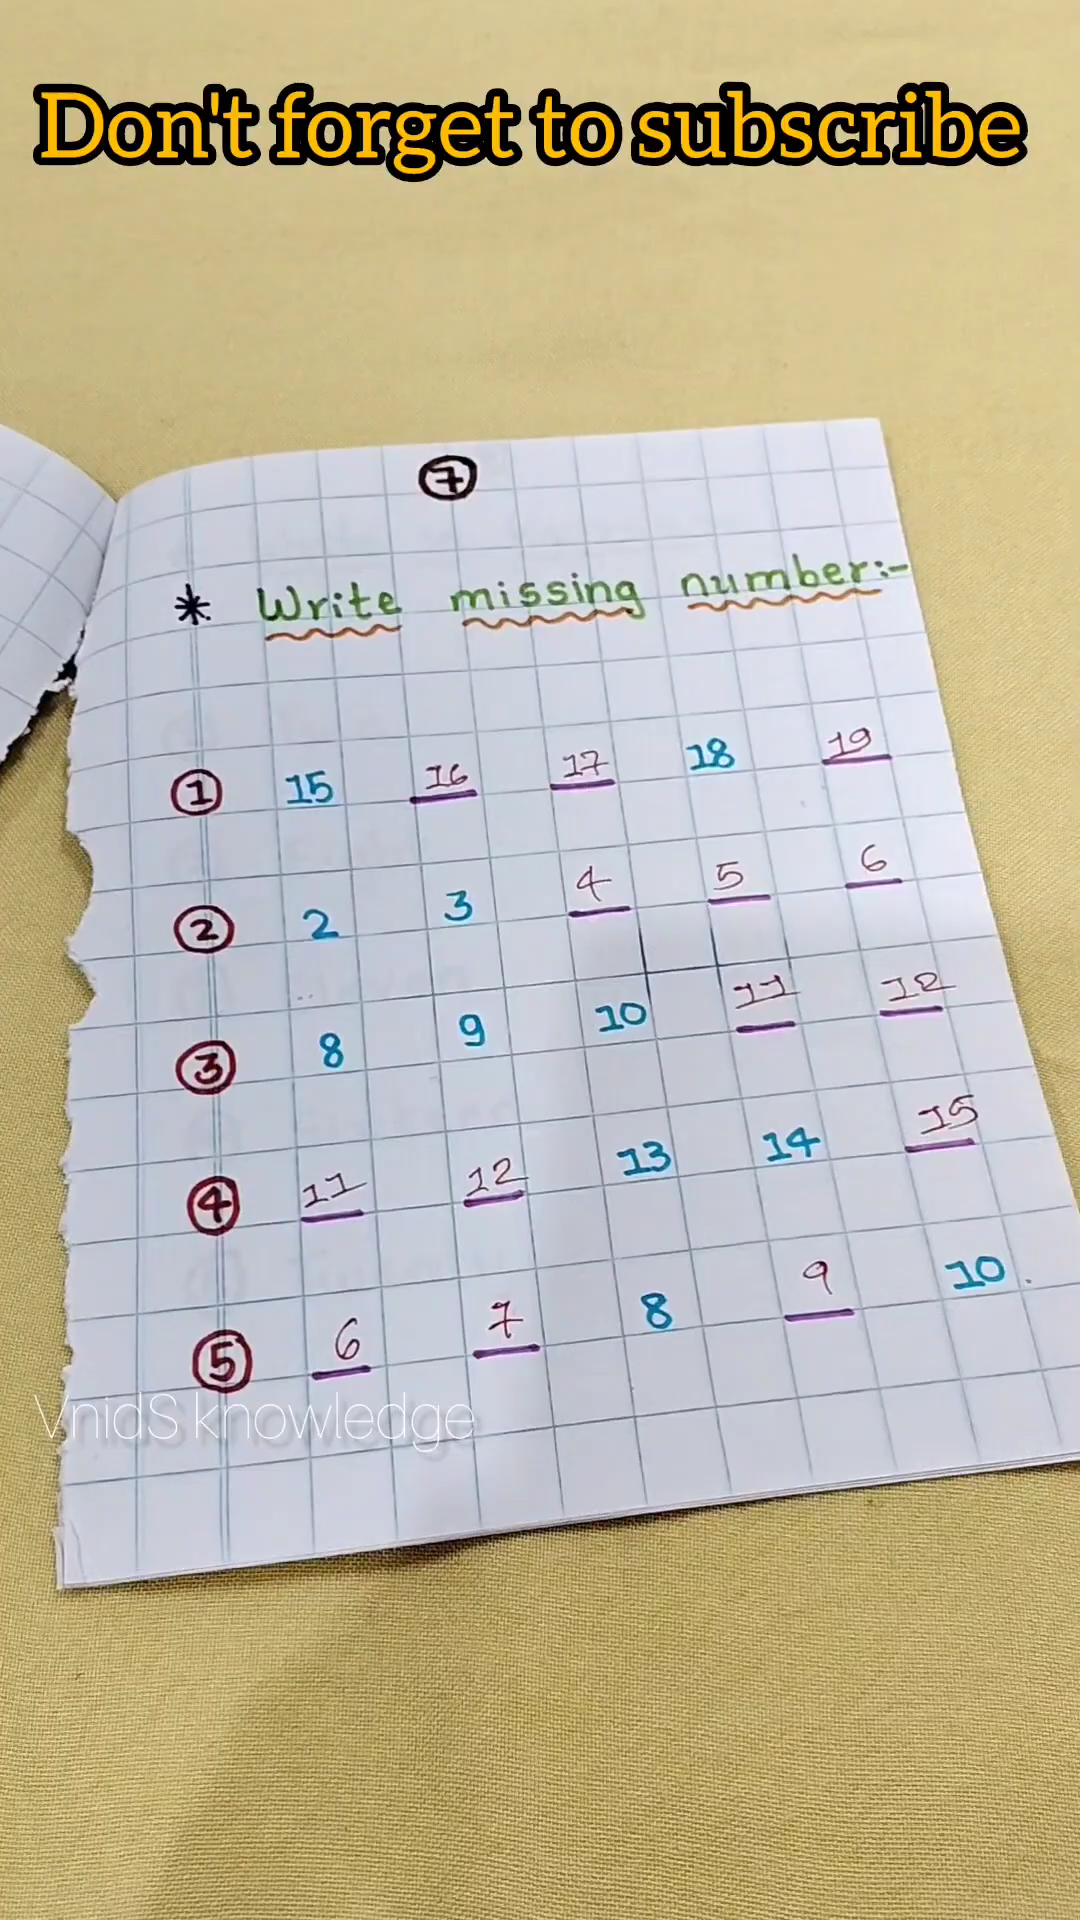 Don't forget to subscribe
7
* Write missing number:-
1 15 16 17 18 19
2 2 3 4 5 6
3 8 9 10 11 12
4 11 12 13 14 15
5 6 7 8 9 10
VnidS knowledge